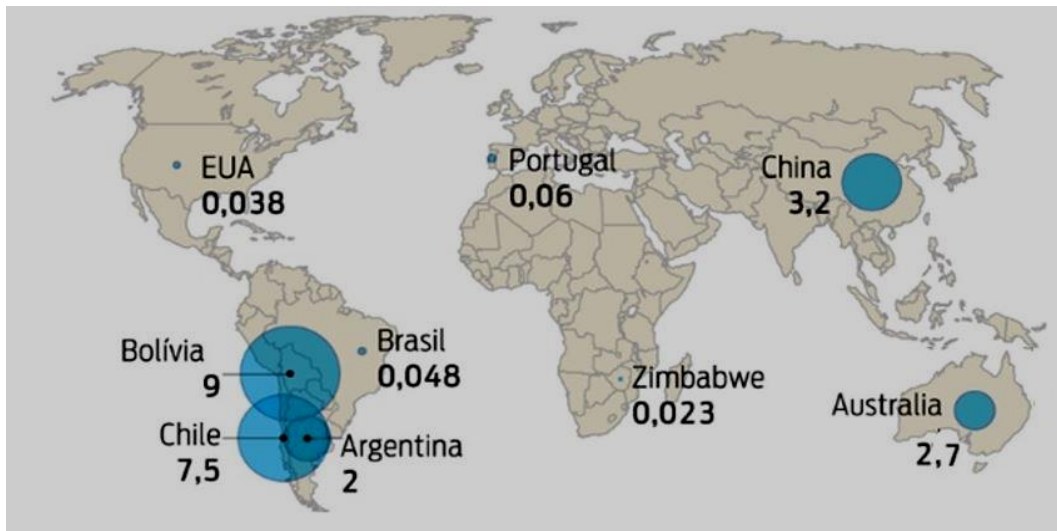 EUA
0,038
Portugal
0,06
China
3,2
Bolívia
9
Brasil
0,048
Chile
7,5
Argentina
2
Zimbabwe
0,023
Australia
2,7